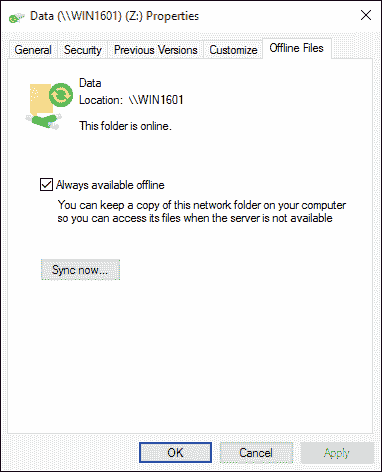 Data (\\WIN1601) (Z:) Properties
General Security Previous Versions Customize Offline Files
Data
Location: \\WIN1601
This folder is online.
Always available offline
You can keep a copy of this network folder on your computer
so you can access its files when the server is not available
Sync now...
OK Cancel Apply